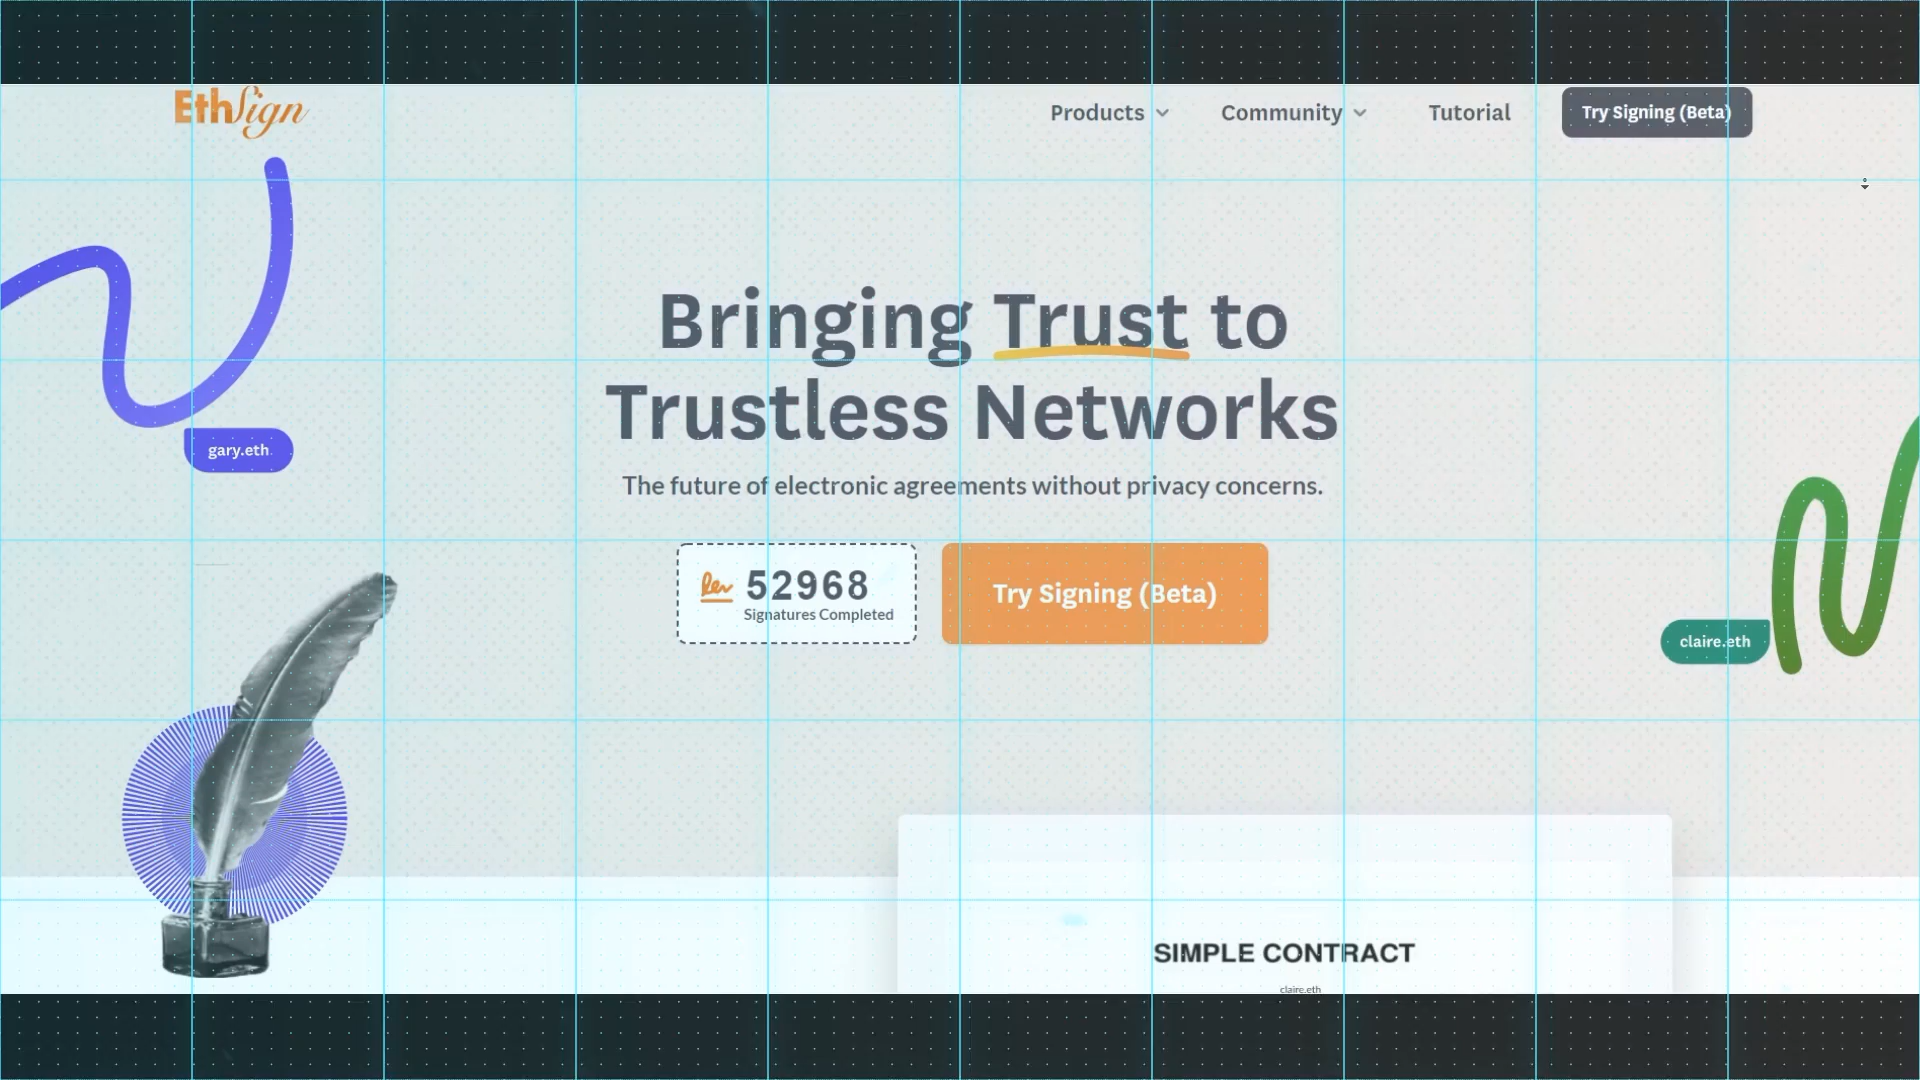 EthSign
Products
Community
Tutorial
Try Signing (Beta)
Bringing Trust to
Trustless Networks
gary.eth
The future of electronic agreements without privacy concerns.
52968
Signatures Completed
Try Signing (Beta)
claire.eth
SIMPLE CONTRACT
claire.eth